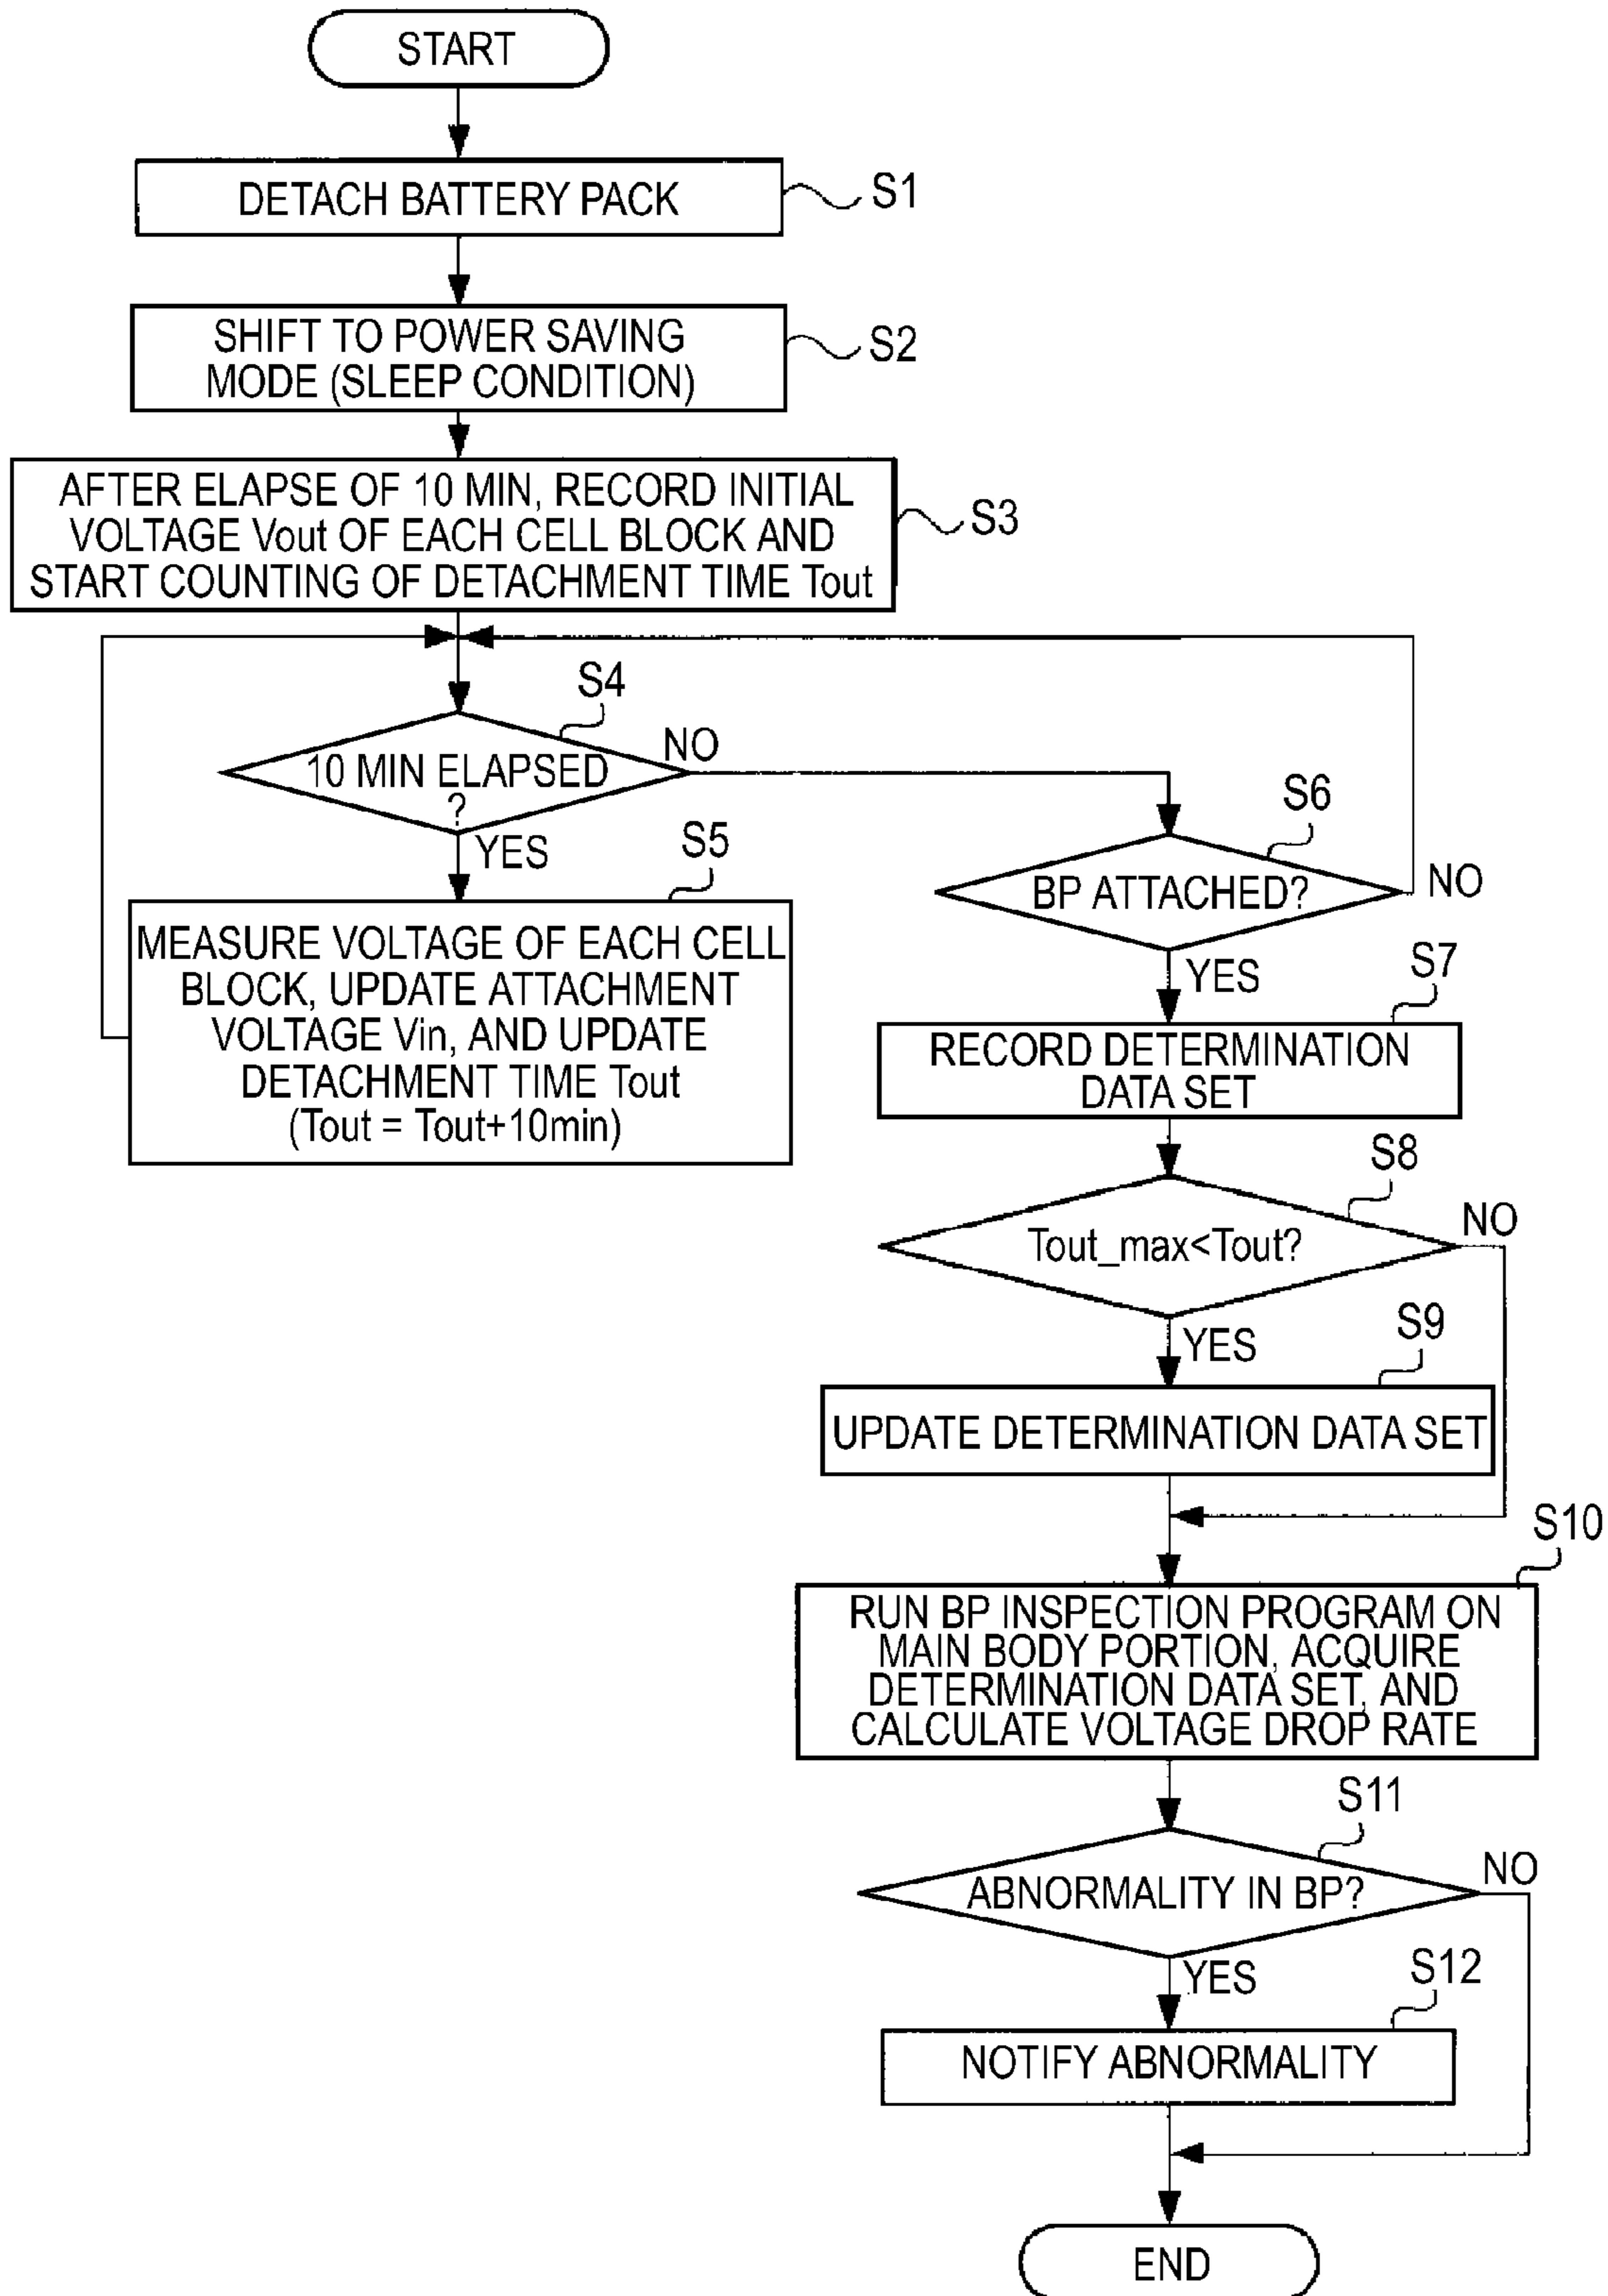 START
DETACH BATTERY PACK
S1
SHIFT TO POWER SAVING
MODE (SLEEP CONDITION)
S2
AFTER ELAPSE OF 10 MIN, RECORD INITIAL
VOLTAGE Vout OF EACH CELL BLOCK AND
START COUNTING OF DETACHMENT TIME Tout
S3
S4
10 MIN ELAPSED
?
NO
YES
S5
MEASURE VOLTAGE OF EACH CELL
BLOCK, UPDATE ATTACHMENT
VOLTAGE Vin, AND UPDATE
DETACHMENT TIME Tout
(Tout = Tout+10min)
S6
BP ATTACHED?
NO
YES
S7
RECORD DETERMINATION
DATA SET
S8
Tout_max<Tout?
NO
YES
S9
UPDATE DETERMINATION DATA SET
S10
RUN BP INSPECTION PROGRAM ON
MAIN BODY PORTION, ACQUIRE
DETERMINATION DATA SET, AND
CALCULATE VOLTAGE DROP RATE
S11
ABNORMALITY IN BP?
NO
YES
S12
NOTIFY ABNORMALITY
END